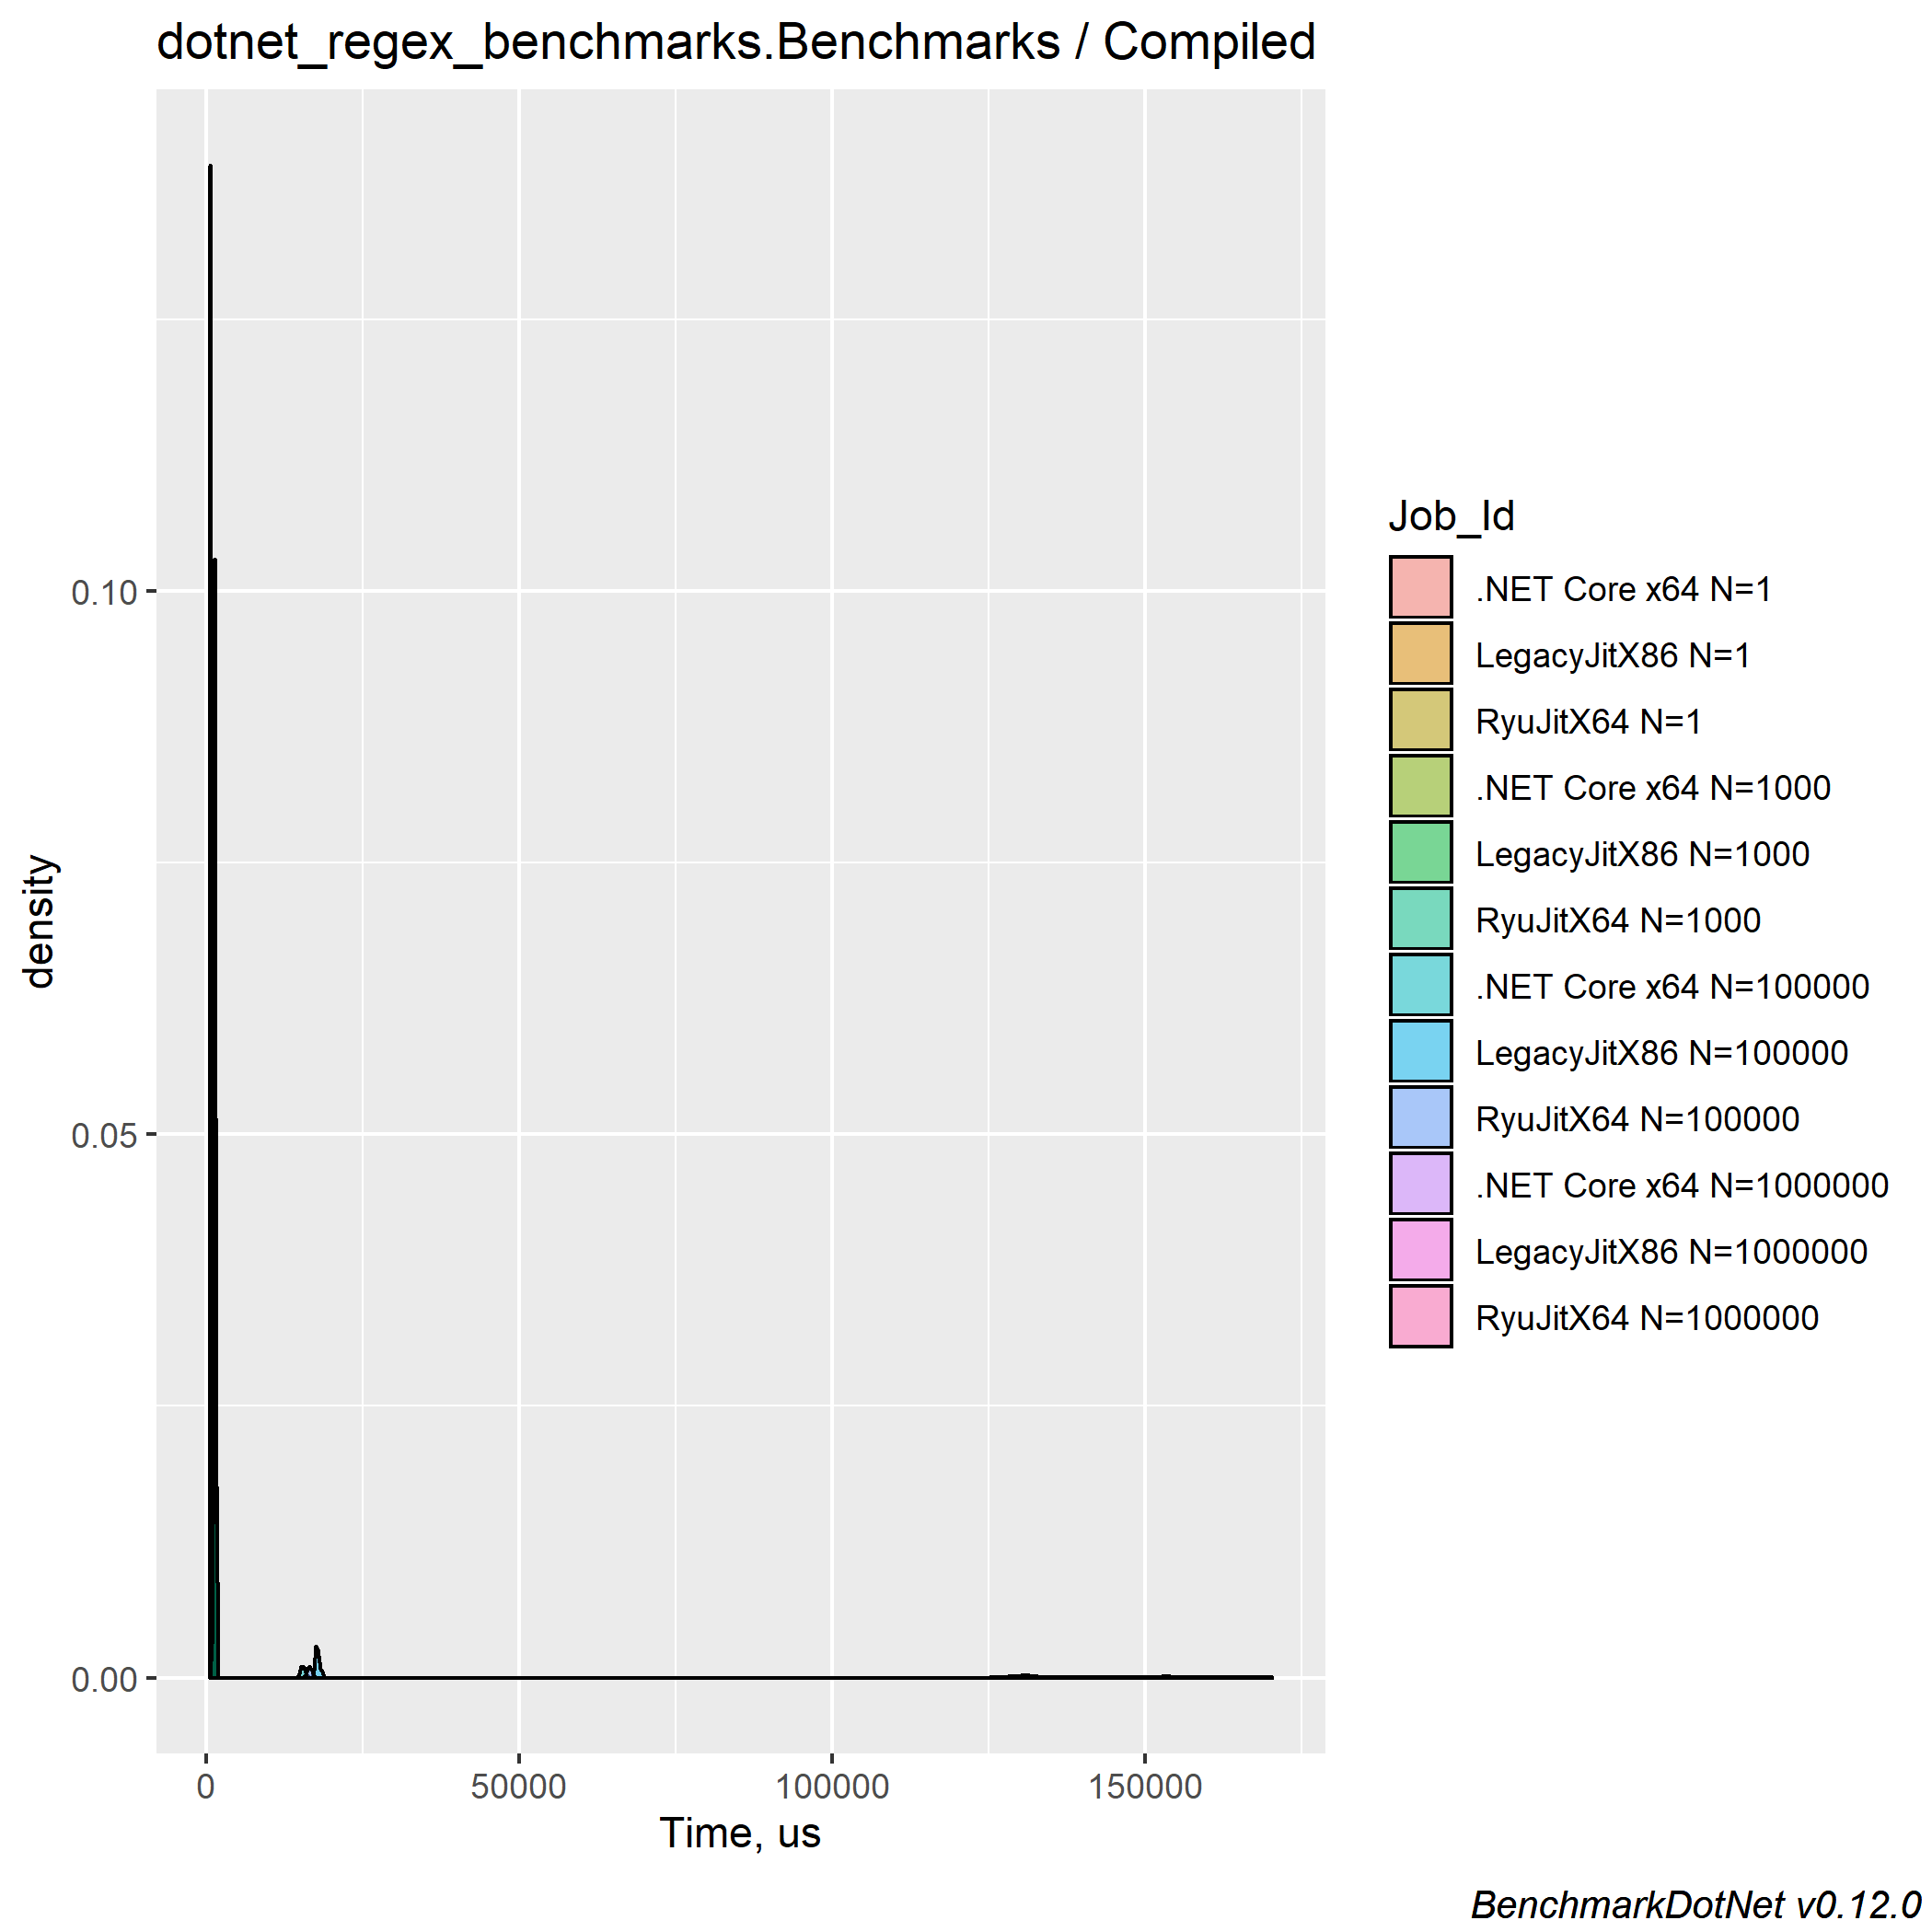 dotnet_regex_benchmarks.Benchmarks / Compiled
0.10
0.05
0.00
density
0
50000
100000
150000
Time, us
Job_Id
.NET Core x64 N=1
LegacyJitX86 N=1
RyuJitX64 N=1
.NET Core x64 N=1000
LegacyJitX86 N=1000
RyuJitX64 N=1000
.NET Core x64 N=100000
LegacyJitX86 N=100000
RyuJitX64 N=100000
.NET Core x64 N=1000000
LegacyJitX86 N=1000000
RyuJitX64 N=1000000
BenchmarkDotNet v0.12.0